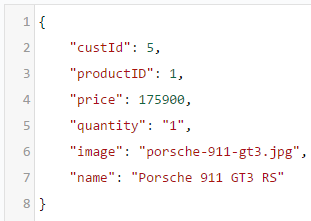 1 {
2 "custId": 5,
3 "productID": 1,
4 "price": 175900,
5 "quantity": "1",
6 "image": "porsche-911-gt3.jpg",
7 "name": "Porsche 911 GT3 RS"
8 }